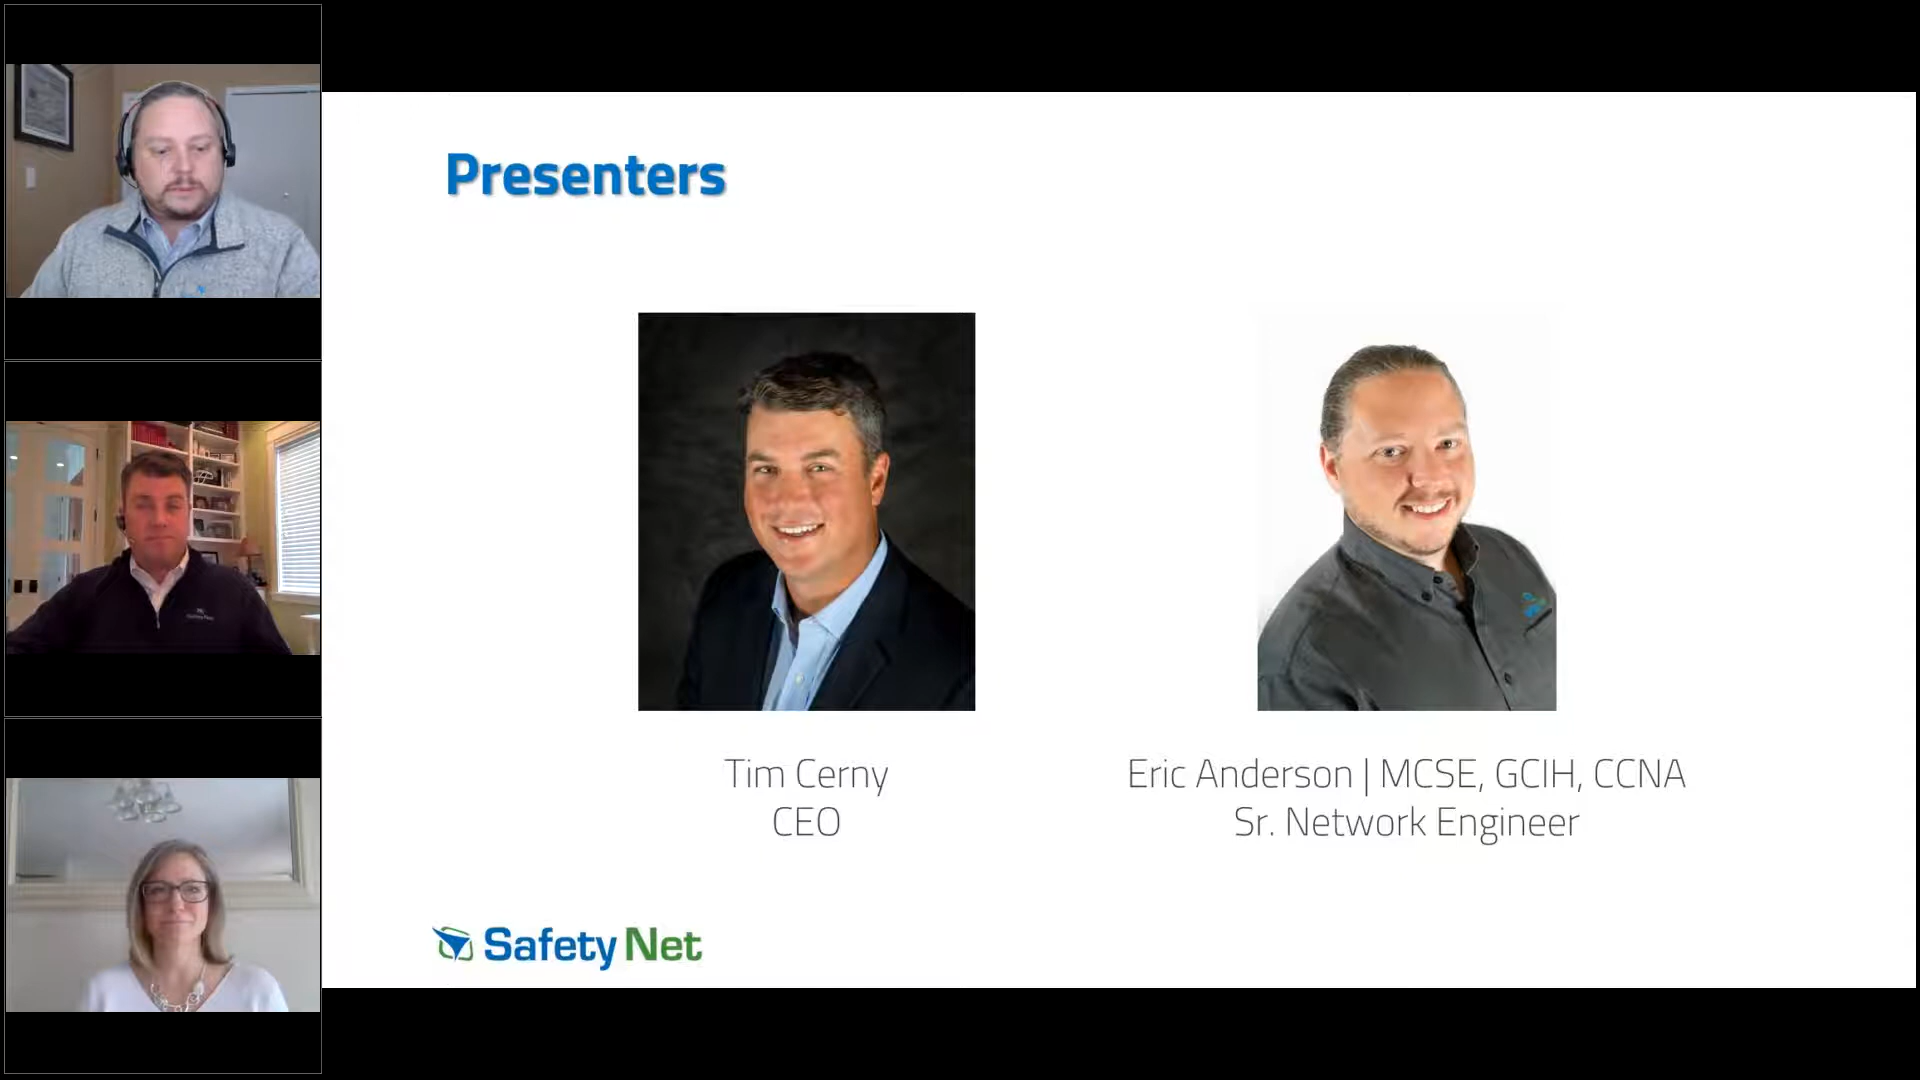 Presenters
Tim Cerny
CEO
Eric Anderson | MCSE, GCIH, CCNA
Sr. Network Engineer
Safety Net